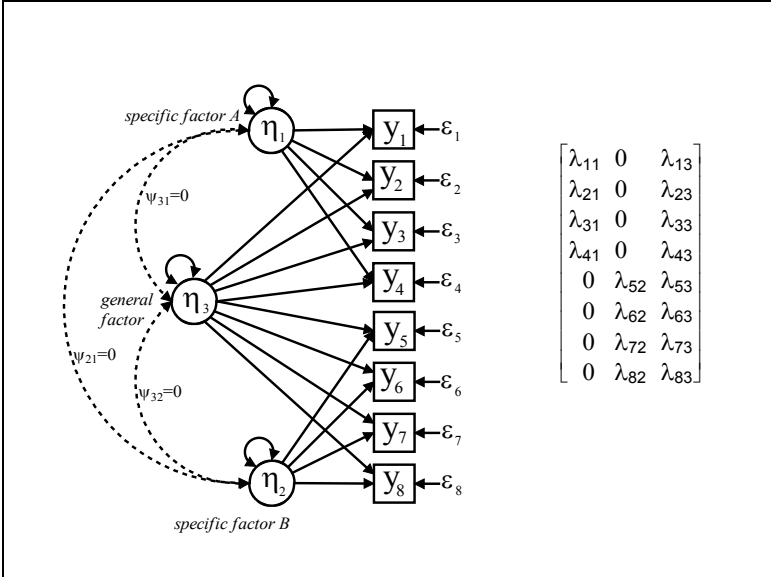 specific factor A
η1
y1
ε1
y2
ε2
ψ31=0
y3
ε3
y4
ε4
general
factor
η3
y5
ε5
ψ21=0
ψ32=0
y6
ε6
y7
ε7
η2
y8
ε8
specific factor B
λ11 0 λ13
λ21 0 λ23
λ31 0 λ33
λ41 0 λ43
0 λ52 λ53
0 λ62 λ63
0 λ72 λ73
0 λ82 λ83